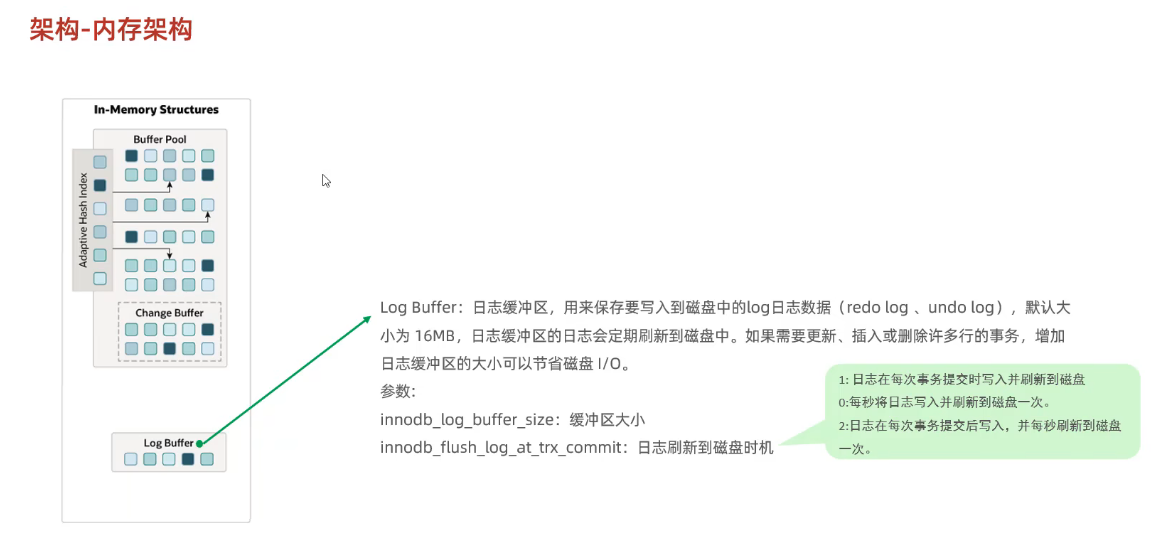 架构-内存架构
In-Memory Structures
Buffer Pool
Adaptive Hash Index
Change Buffer
Log Buffer
Log Buffer：日志缓冲区，用来保存要写入到磁盘中的log日志数据（redo log 、undo log），默认大
小为 16MB，日志缓冲区的日志会定期刷新到磁盘中。如果需要更新、插入或删除许多行的事务，增加
日志缓冲区的大小可以节省磁盘 I/O。
参数：
innodb_log_buffer_size：缓冲区大小
innodb_flush_log_at_trx_commit：日志刷新到磁盘时机
1: 日志在每次事务提交时写入并刷新到磁盘
0:每秒将日志写入并刷新到磁盘一次。
2:日志在每次事务提交后写入，并每秒刷新到磁盘
一次。